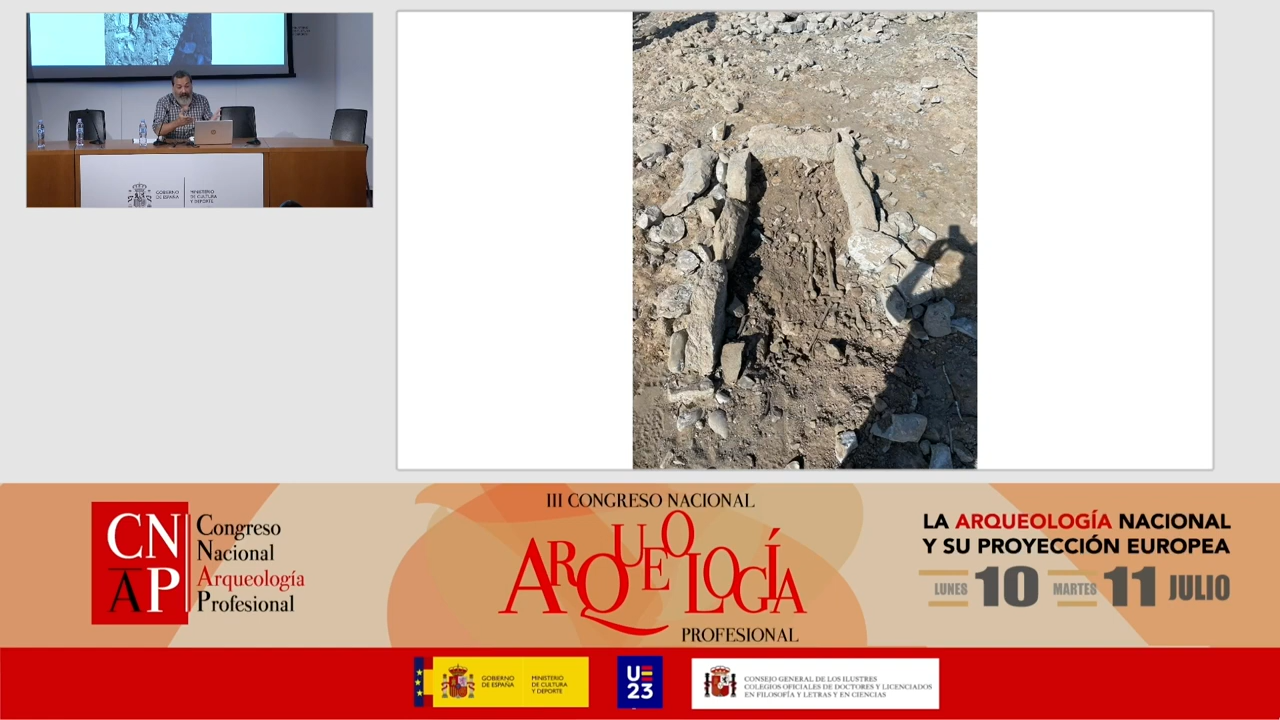 GOBIERNO
DE ESPAÑA
MINISTERIO
DE CULTURA
Y DEPORTE
CN
AP
Congreso
Nacional
Arqueología
Profesional
III CONGRESO NACIONAL
ARQUEOLOGÍA
PROFESIONAL
LA ARQUEOLOGÍA NACIONAL
Y SU PROYECCIÓN EUROPEA
LUNES 10 MARTES 11 JULIO
GOBIERNO
DE ESPAÑA
MINISTERIO
DE CULTURA
Y DEPORTE
UE
23
CONSEJO GENERAL DE LOS ILUSTRES
COLEGIOS OFICIALES DE DOCTORES Y LICENCIADOS
EN FILOSOFÍA Y LETRAS Y EN CIENCIAS